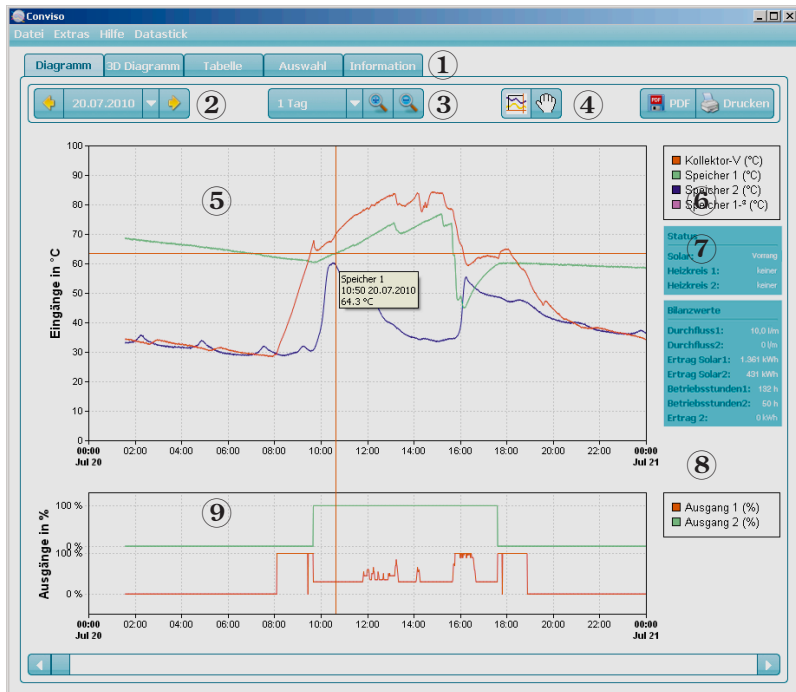 Conviso
Datei Extras Hilfe Datastick
Diagramm 3D Diagramm Tabelle Auswahl Information 1
20.07.2010 2 1 Tag 3 4 PDF Drucken
5
Eingänge in °C
100
90
80
70
60
50
40
30
20
10
0
Speicher 1
10:50 20.07.2010
64.3 °C
00:00 02:00 04:00 06:00 08:00 10:00 12:00 14:00 16:00 18:00 20:00 22:00 00:00
Jul 20 Jul 21
Kollektor-V (°C)
Speicher 1 (°C)
Speicher 2 (°C)
Speicher 1-³ (°C)
6
7
Status
Solar: Vorrang
Heizkreis 1: keiner
Heizkreis 2: keiner
Bilanzwerte
Durchfluss1: 10,0 l/m
Durchfluss2: 0 l/m
Ertrag Solar1: 1.361 kWh
Ertrag Solar2: 431 kWh
Betriebsstunden1: 132 h
Betriebsstunden2: 50 h
Ertrag 2: 0 kWh
8
9
Ausgänge in %
100 %
0 %
100 %
0 %
00:00 02:00 04:00 06:00 08:00 10:00 12:00 14:00 16:00 18:00 20:00 22:00 00:00
Jul 20 Jul 21
Ausgang 1 (%)
Ausgang 2 (%)